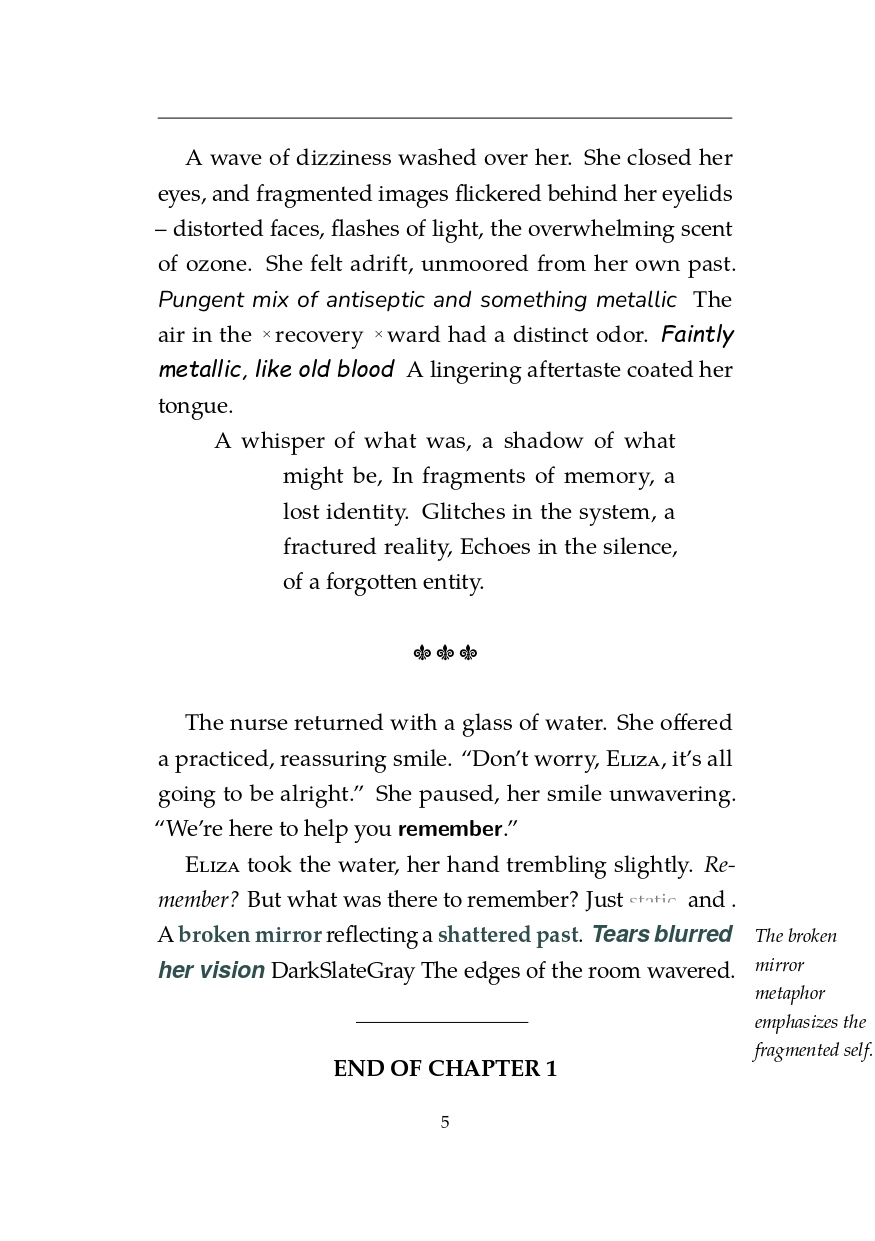 A wave of dizziness washed over her. She closed her
eyes, and fragmented images flickered behind her eyelids
– distorted faces, flashes of light, the overwhelming scent
of ozone. She felt adrift, unmoored from her own past.
Pungent mix of antiseptic and something metallic The
air in the ×recovery ×ward had a distinct odor. Faintly
metallic, like old blood A lingering aftertaste coated her
tongue.
A whisper of what was, a shadow of what
might be, In fragments of memory, a
lost identity. Glitches in the system, a
fractured reality, Echoes in the silence,
of a forgotten entity.
The nurse returned with a glass of water. She offered
a practiced, reassuring smile. “Don’t worry, Eliza, it’s all
going to be alright.” She paused, her smile unwavering.
“We’re here to help you remember.”
Eliza took the water, her hand trembling slightly. Re-
member? But what was there to remember? Just static and .
A broken mirror reflecting a shattered past. Tears blurred
her vision DarkSlateGray The edges of the room wavered.
The broken
mirror
metaphor
emphasizes the
fragmented self.
END OF CHAPTER 1
5